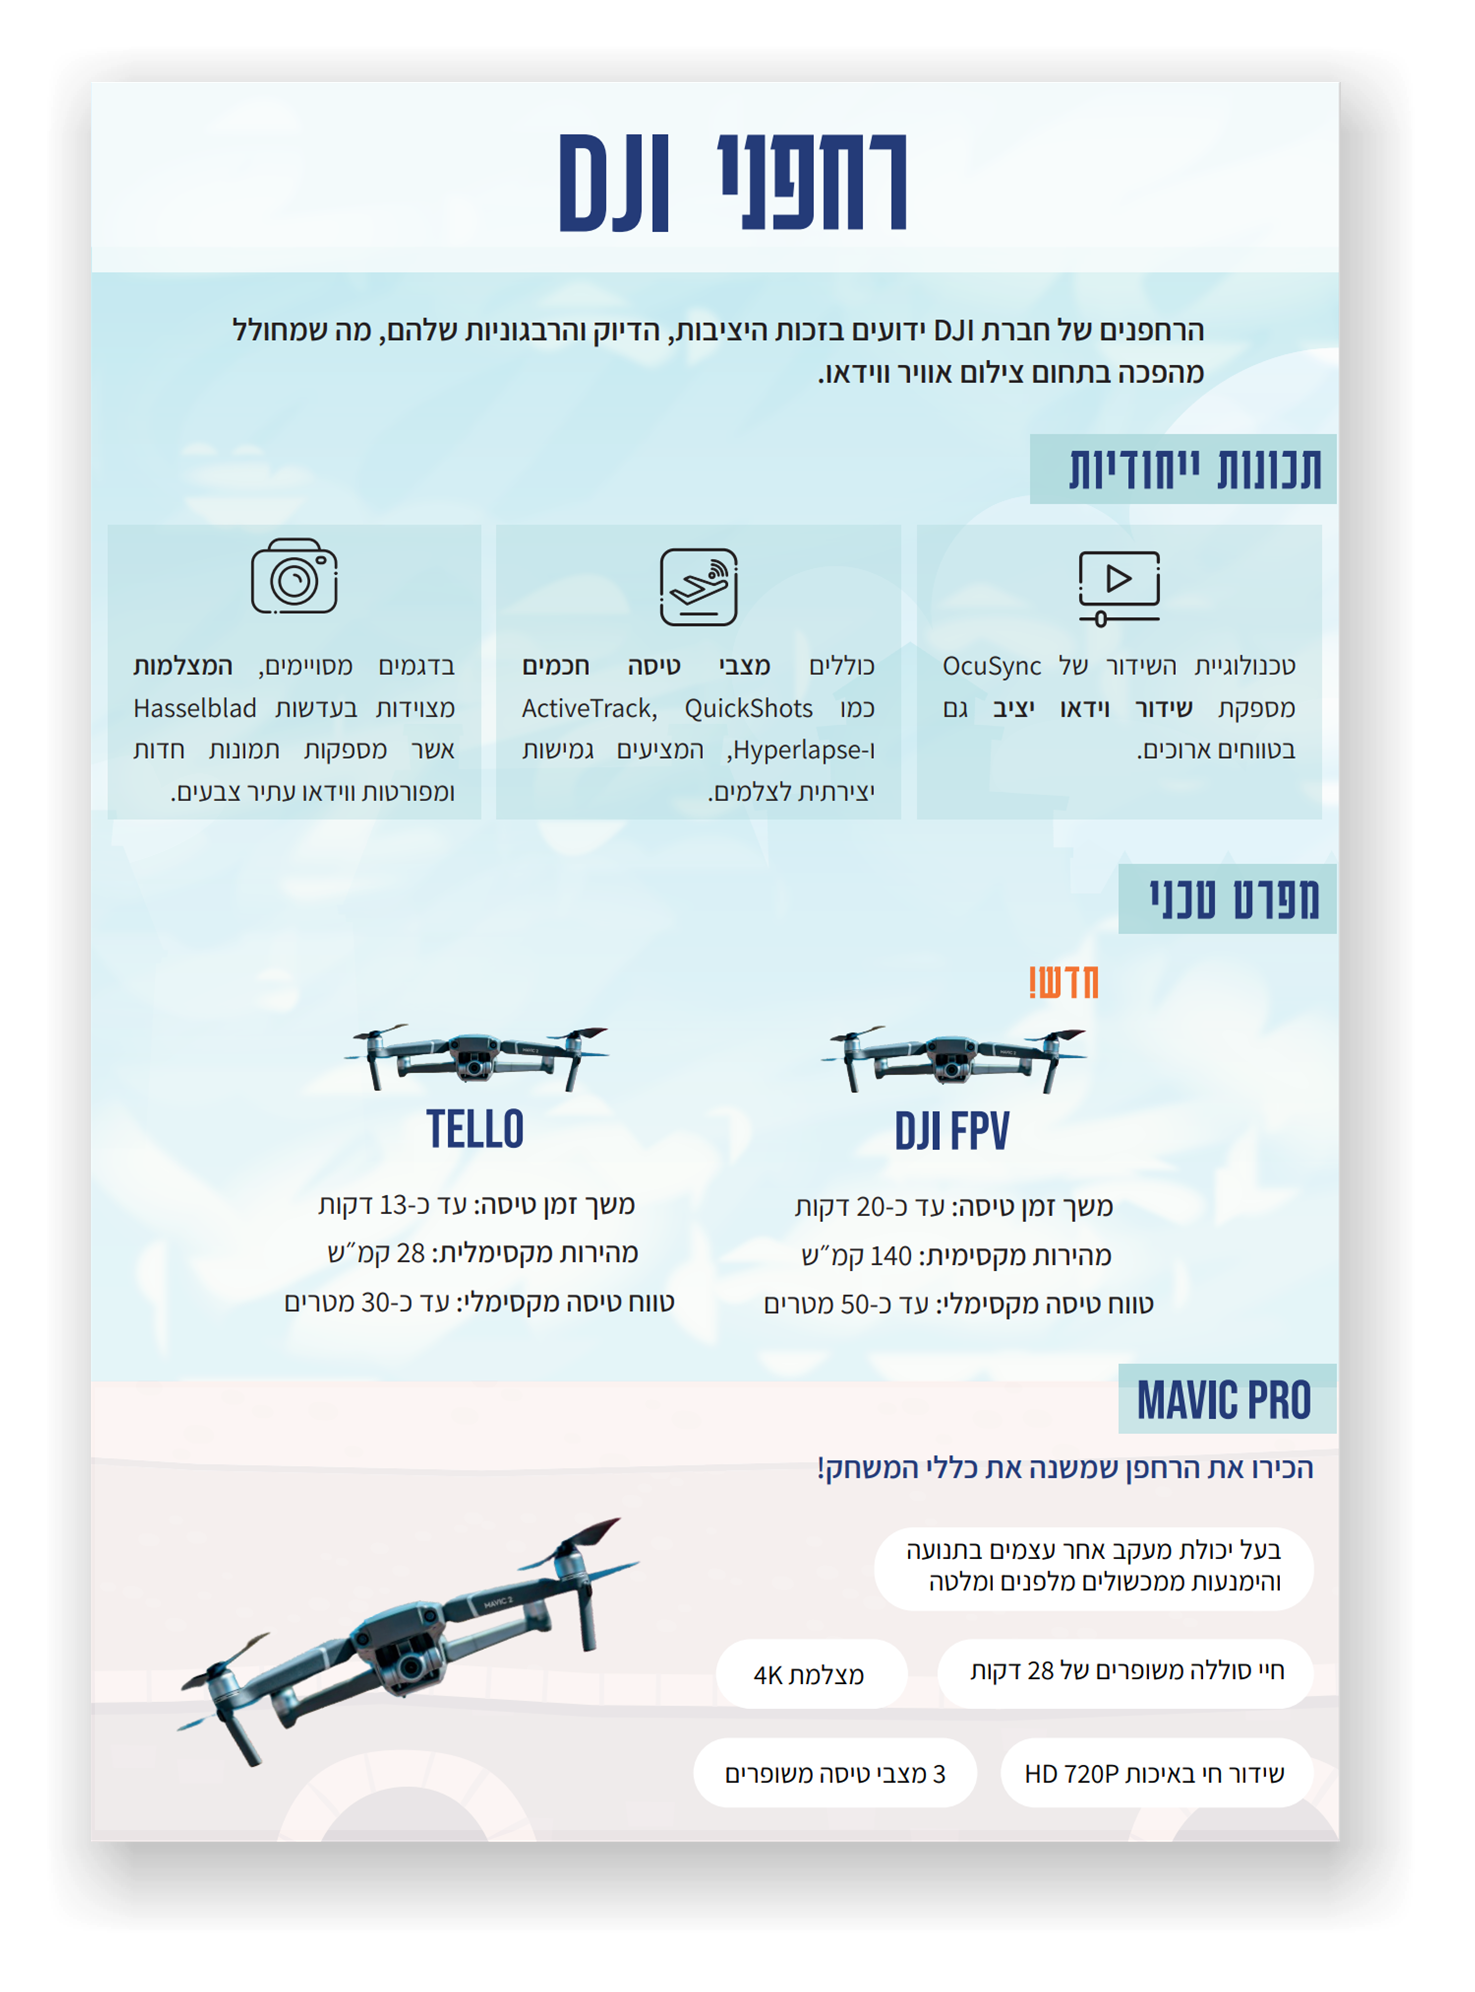 רחפני DJI
הרחפנים של חברת DJI ידועים בזכות היציבות, הדיוק והרבגוניות שלהם, מה שמחולל
מהפכה בתחום צילום אוויר ווידאו.
תכונות ייחודיות
טכנולוגיית השידור של OcuSync
מספקת שידור וידאו יציב גם
בטווחים ארוכים.
כוללים מצבי טיסה חכמים
כמו ActiveTrack, QuickShots
ו-Hyperlapse, המציעים גמישות
יצירתית לצלמים.
בדגמים מסויימים, המצלמות
מצוידות בעדשות Hasselblad
אשר מספקות תמונות חדות
ומפורטות ווידאו עתיר צבעים.
מפרט טכני
חדש!
MAVIC 2
DJI FPV
משך זמן טיסה: עד כ-20 דקות
מהירות מקסימית: 140 קמ״ש
טווח טיסה מקסימלי: עד כ-50 מטרים
MAVIC 2
TELLO
משך זמן טיסה: עד כ-13 דקות
מהירות מקסימלית: 28 קמ״ש
טווח טיסה מקסימלי: עד כ-30 מטרים
MAVIC PRO
הכירו את הרחפן שמשנה את כללי המשחק!
בעל יכולת מעקב אחר עצמים בתנועה
והימנעות ממכשולים מלפנים ומלטה
חיי סוללה משופרים של 28 דקות
מצלמת 4K
שידור חי באיכות HD 720P
3 מצבי טיסה משופרים
MAVIC 2